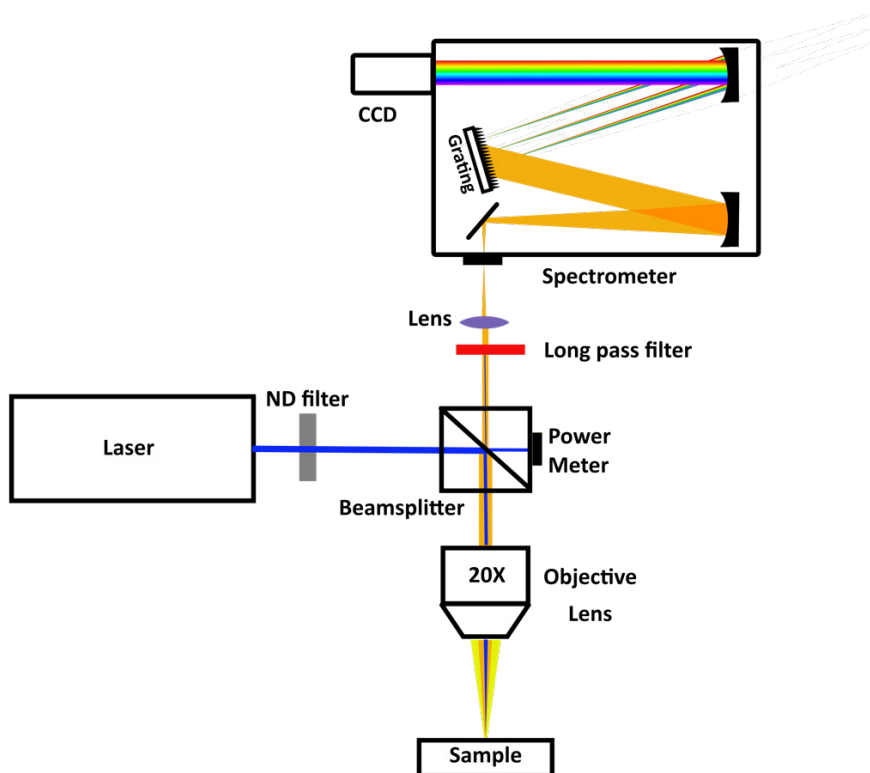 CCD
Grating
Spectrometer
Lens
Long pass filter
ND filter
Laser
Power
Meter
Beamsplitter
20X
Objective
Lens
Sample